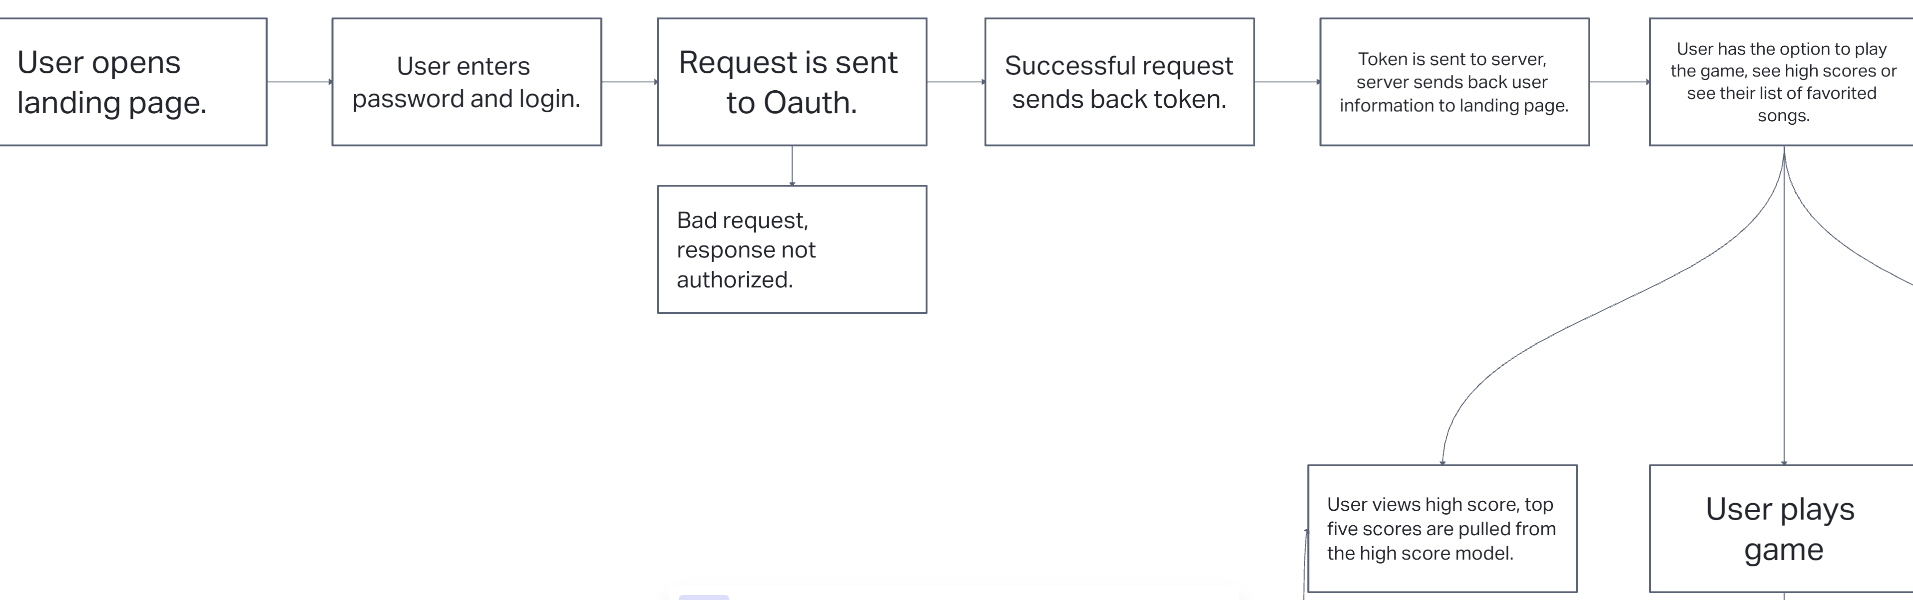 User opens
landing page.
User enters
password and login.
Request is sent
to Oauth.
Successful request
sends back token.
Token is sent to server,
server sends back user
information to landing page.
User has the option to play
the game, see high scores or
see their list of favorited
songs.
Bad request,
response not
authorized.
User views high score, top
five scores are pulled from
the high score model.
User plays
game